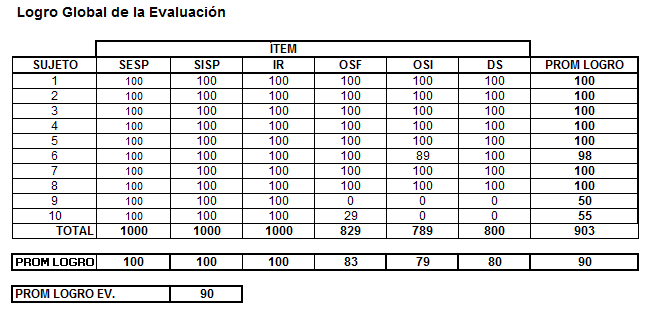 Logro Global de la Evaluación
ÍTEM
SUJETO SESP SISP IR OSF OSI DS PROM LOGRO
1 100 100 100 100 100 100 100
2 100 100 100 100 100 100 100
3 100 100 100 100 100 100 100
4 100 100 100 100 100 100 100
5 100 100 100 100 100 100 100
6 100 100 100 100 89 100 98
7 100 100 100 100 100 100 100
8 100 100 100 100 100 100 100
9 100 100 100 0 0 0 50
10 100 100 100 29 0 0 55
TOTAL 1000 1000 1000 829 789 800 903
PROM LOGRO 100 100 100 83 79 80 90
PROM LOGRO EV. 90